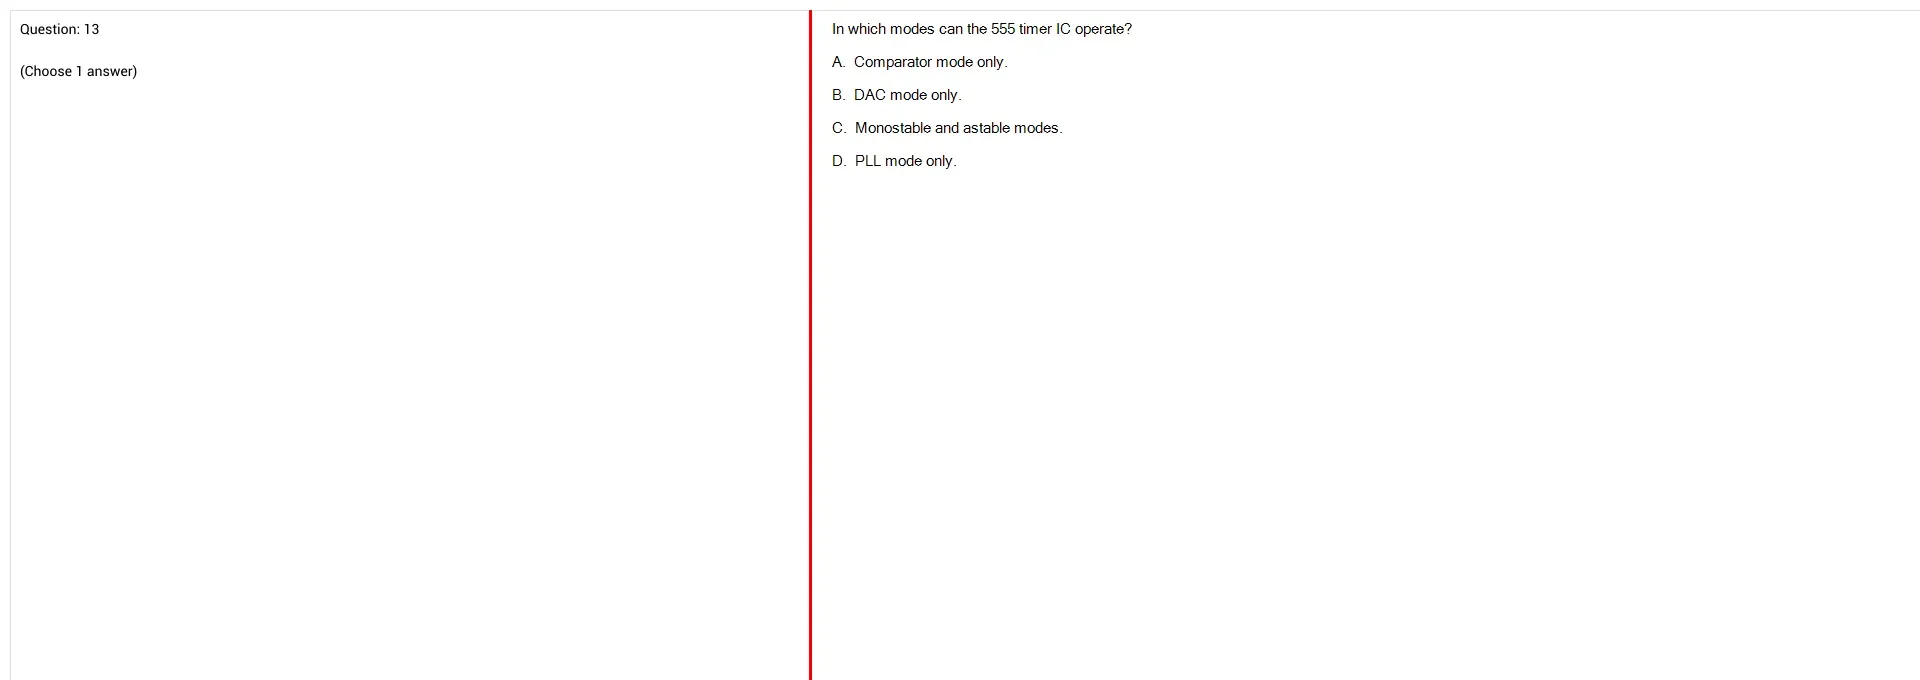 Question: 13
(Choose 1 answer)
In which modes can the 555 timer IC operate?
A. Comparator mode only.
B. DAC mode only.
C. Monostable and astable modes.
D. PLL mode only.